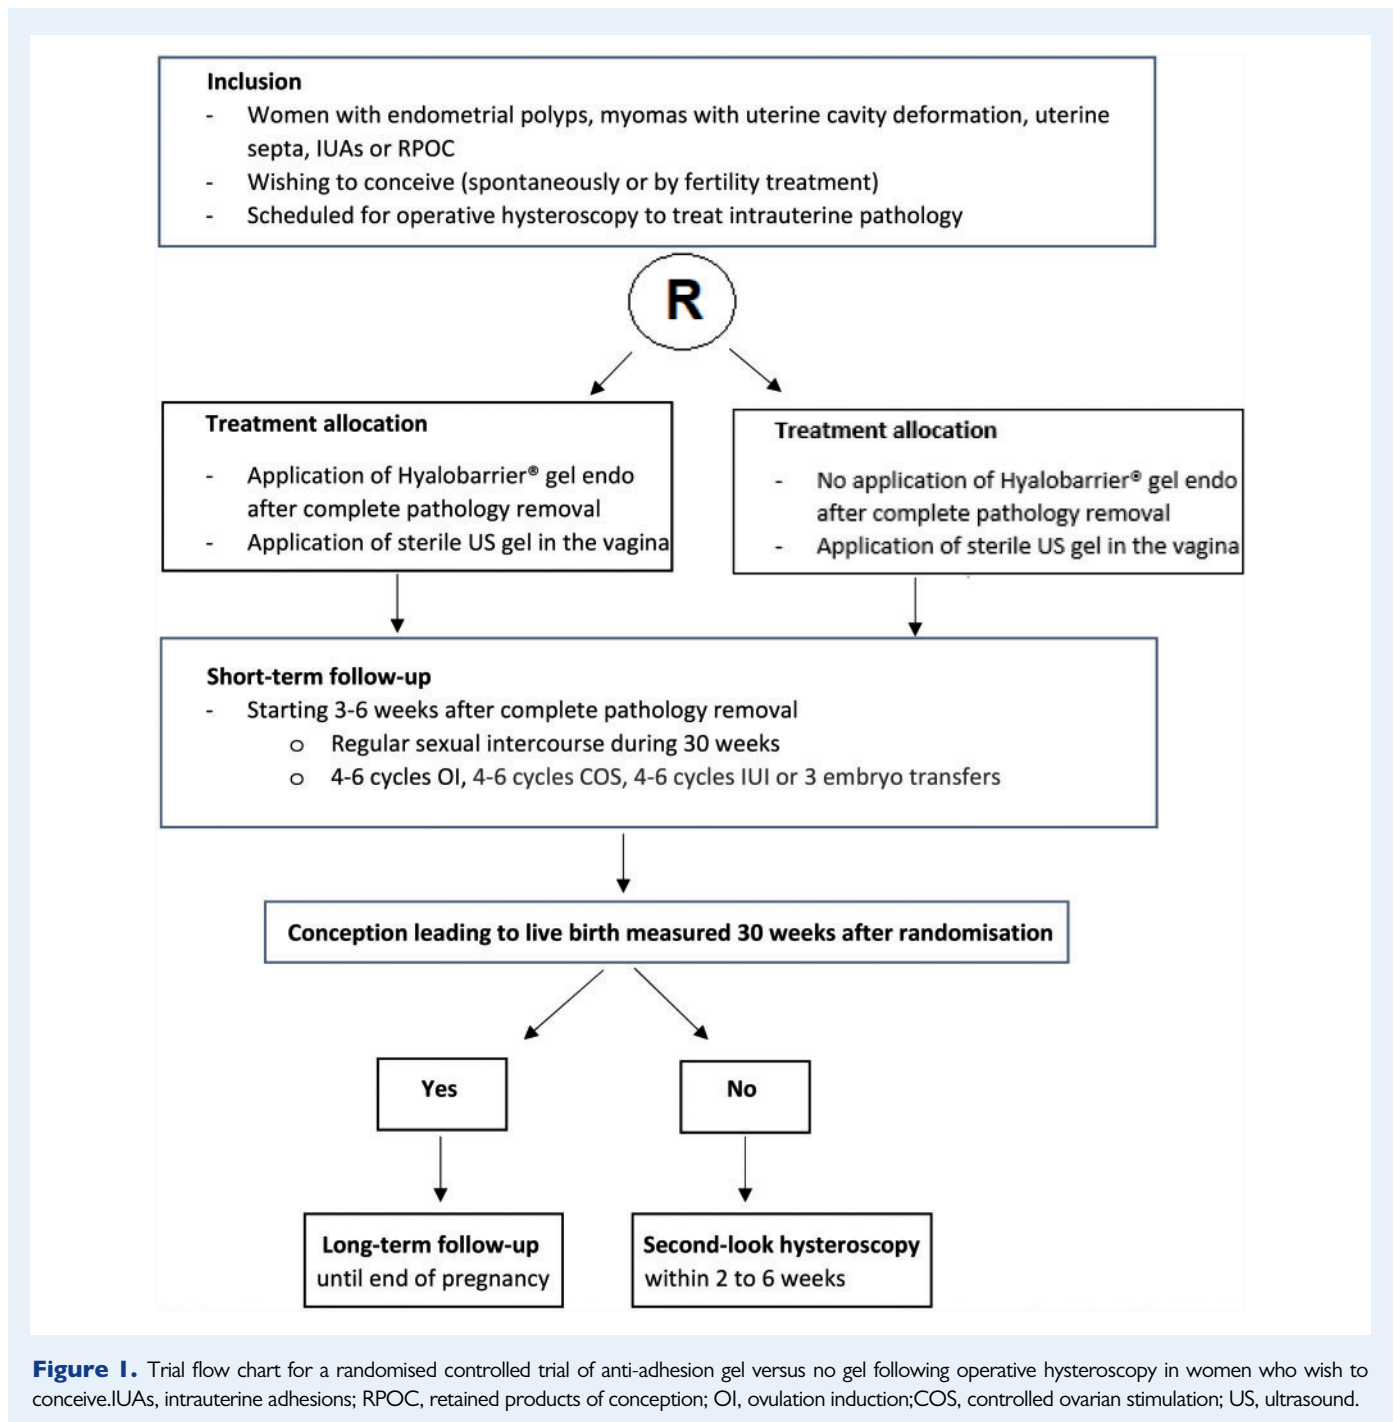 Inclusion
- Women with endometrial polyps, myomas with uterine cavity deformation, uterine
septa, IUAs or RPOC
- Wishing to conceive (spontaneously or by fertility treatment)
- Scheduled for operative hysteroscopy to treat intrauterine pathology
R
Treatment allocation
- Application of Hyalobarrier® gel endo
after complete pathology removal
- Application of sterile US gel in the vagina
Treatment allocation
- No application of Hyalobarrier® gel endo
after complete pathology removal
- Application of sterile US gel in the vagina
Short-term follow-up
- Starting 3-6 weeks after complete pathology removal
o Regular sexual intercourse during 30 weeks
o 4-6 cycles OI, 4-6 cycles COS, 4-6 cycles IUI or 3 embryo transfers
Conception leading to live birth measured 30 weeks after randomisation
Yes
No
Long-term follow-up
until end of pregnancy
Second-look hysteroscopy
within 2 to 6 weeks
Figure 1. Trial flow chart for a randomised controlled trial of anti-adhesion gel versus no gel following operative hysteroscopy in women who wish to
conceive.IUAs, intrauterine adhesions; RPOC, retained products of conception; OI, ovulation induction;COS, controlled ovarian stimulation; US, ultrasound.